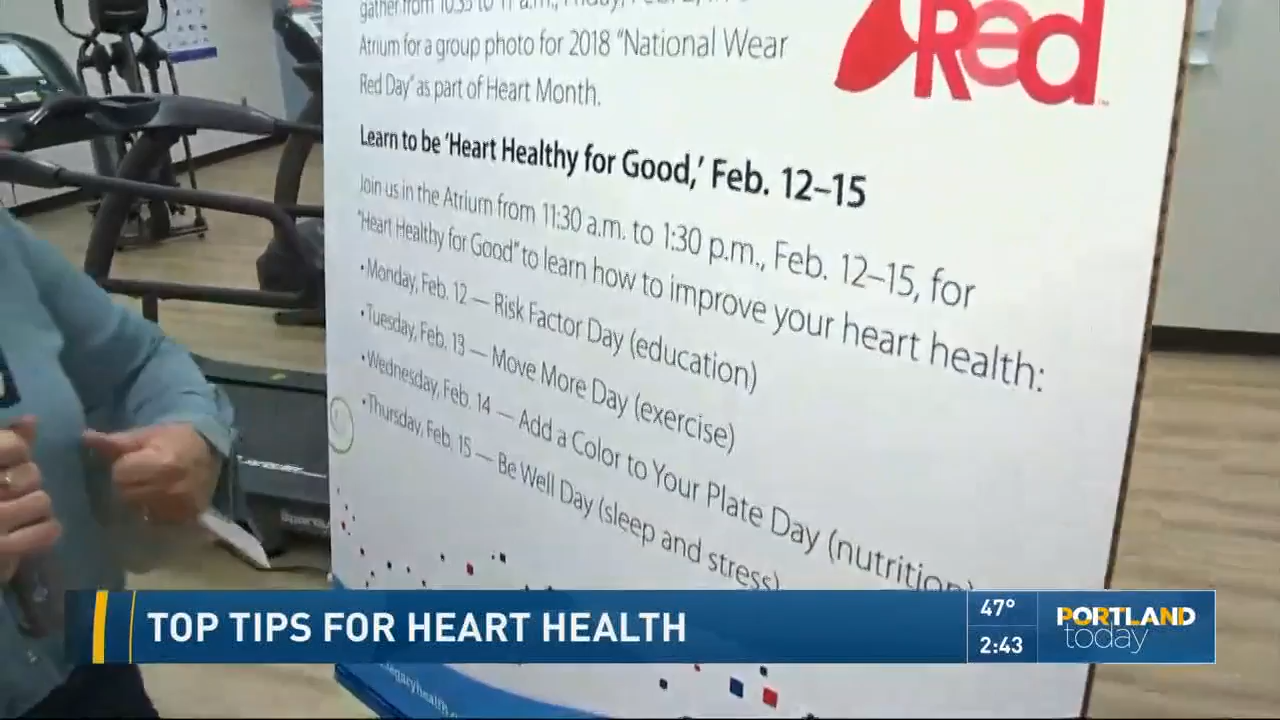 Atrium for a group photo for 2018 "National Wear
Red Day" as part of Heart Month.
Red
Learn to be 'Heart Healthy for Good,' Feb. 12–15
Join us in the Atrium from 11:30 a.m. to 1:30 p.m., Feb. 12–15, for
"Heart Healthy for Good" to learn how to improve your heart health:
•Monday, Feb. 12 — Risk Factor Day (education)
•Tuesday, Feb. 13 — Move More Day (exercise)
•Wednesday, Feb. 14 — Add a Color to Your Plate Day (nutrition)
•Thursday, Feb. 15 — Be Well Day (sleep and stress)
TOP TIPS FOR HEART HEALTH
47°
2:43
PORTLAND
today